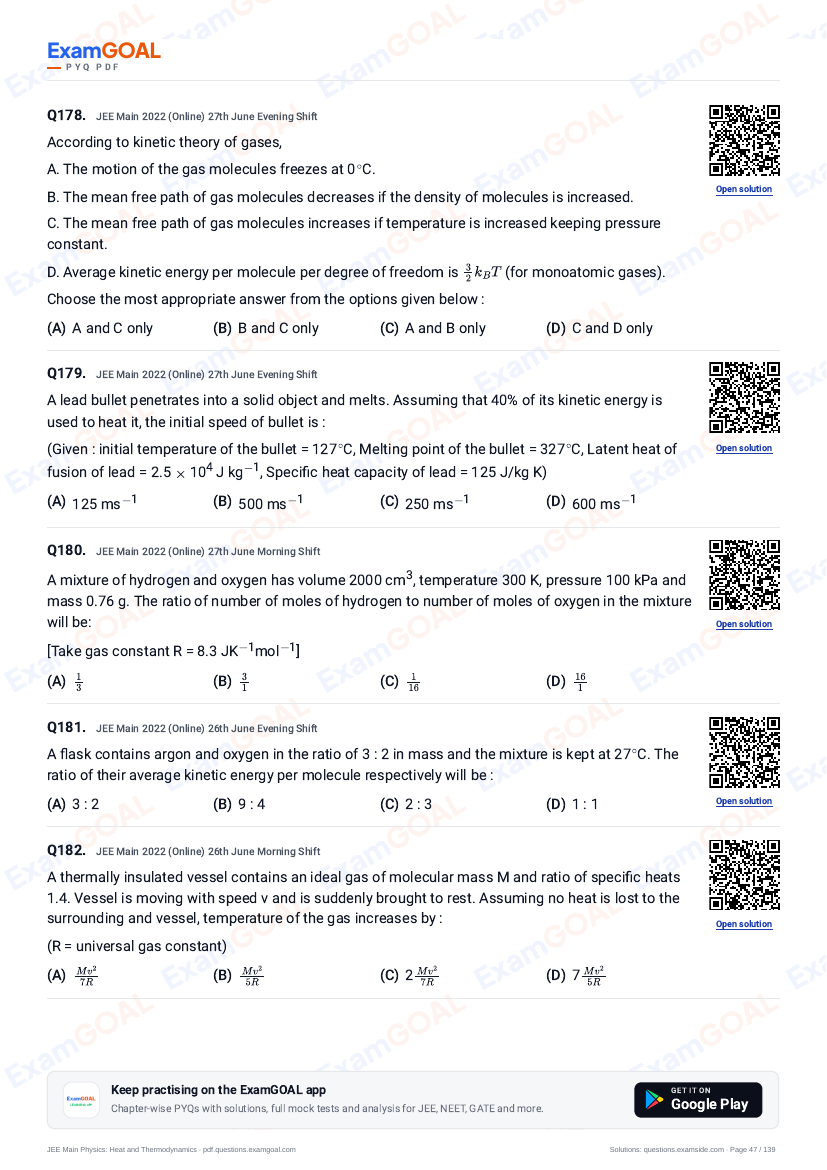 ExamGOAL
PYQ PDF
Q178. JEE Main 2022 (Online) 27th June Evening Shift
According to kinetic theory of gases,
A. The motion of the gas molecules freezes at 0°C.
B. The mean free path of gas molecules decreases if the density of molecules is increased.
C. The mean free path of gas molecules increases if temperature is increased keeping pressure
constant.
D. Average kinetic energy per molecule per degree of freedom is $\frac{3}{2}k_BT$ (for monoatomic gases).
Choose the most appropriate answer from the options given below :
(A) A and C only (B) B and C only (C) A and B only (D) C and D only
Open solution
Q179. JEE Main 2022 (Online) 27th June Evening Shift
A lead bullet penetrates into a solid object and melts. Assuming that 40% of its kinetic energy is
used to heat it, the initial speed of bullet is :
(Given : initial temperature of the bullet = 127°C, Melting point of the bullet = 327°C, Latent heat of
fusion of lead = 2.5 × 10⁴ J kg⁻¹, Specific heat capacity of lead = 125 J/kg K)
(A) 125 ms⁻¹ (B) 500 ms⁻¹ (C) 250 ms⁻¹ (D) 600 ms⁻¹
Open solution
Q180. JEE Main 2022 (Online) 27th June Morning Shift
A mixture of hydrogen and oxygen has volume 2000 cm³, temperature 300 K, pressure 100 kPa and
mass 0.76 g. The ratio of number of moles of hydrogen to number of moles of oxygen in the mixture
will be:
[Take gas constant R = 8.3 JK⁻¹mol⁻¹]
(A) $\frac{1}{3}$ (B) $\frac{3}{1}$ (C) $\frac{1}{16}$ (D) $\frac{16}{1}$
Open solution
Q181. JEE Main 2022 (Online) 26th June Evening Shift
A flask contains argon and oxygen in the ratio of 3 : 2 in mass and the mixture is kept at 27°C. The
ratio of their average kinetic energy per molecule respectively will be :
(A) 3 : 2 (B) 9 : 4 (C) 2 : 3 (D) 1 : 1
Open solution
Q182. JEE Main 2022 (Online) 26th June Morning Shift
A thermally insulated vessel contains an ideal gas of molecular mass M and ratio of specific heats
1.4. Vessel is moving with speed v and is suddenly brought to rest. Assuming no heat is lost to the
surrounding and vessel, temperature of the gas increases by :
(R = universal gas constant)
(A) $\frac{Mv^2}{7R}$ (B) $\frac{Mv^2}{5R}$ (C) $2\frac{Mv^2}{7R}$ (D) $7\frac{Mv^2}{5R}$
Open solution
Keep practising on the ExamGOAL app
Chapter-wise PYQs with solutions, full mock tests and analysis for JEE, NEET, GATE and more.
GET IT ON
Google Play
JEE Main Physics: Heat and Thermodynamics · pdf.questions.examgoal.com
Solutions: questions.examside.com · Page 47 / 139